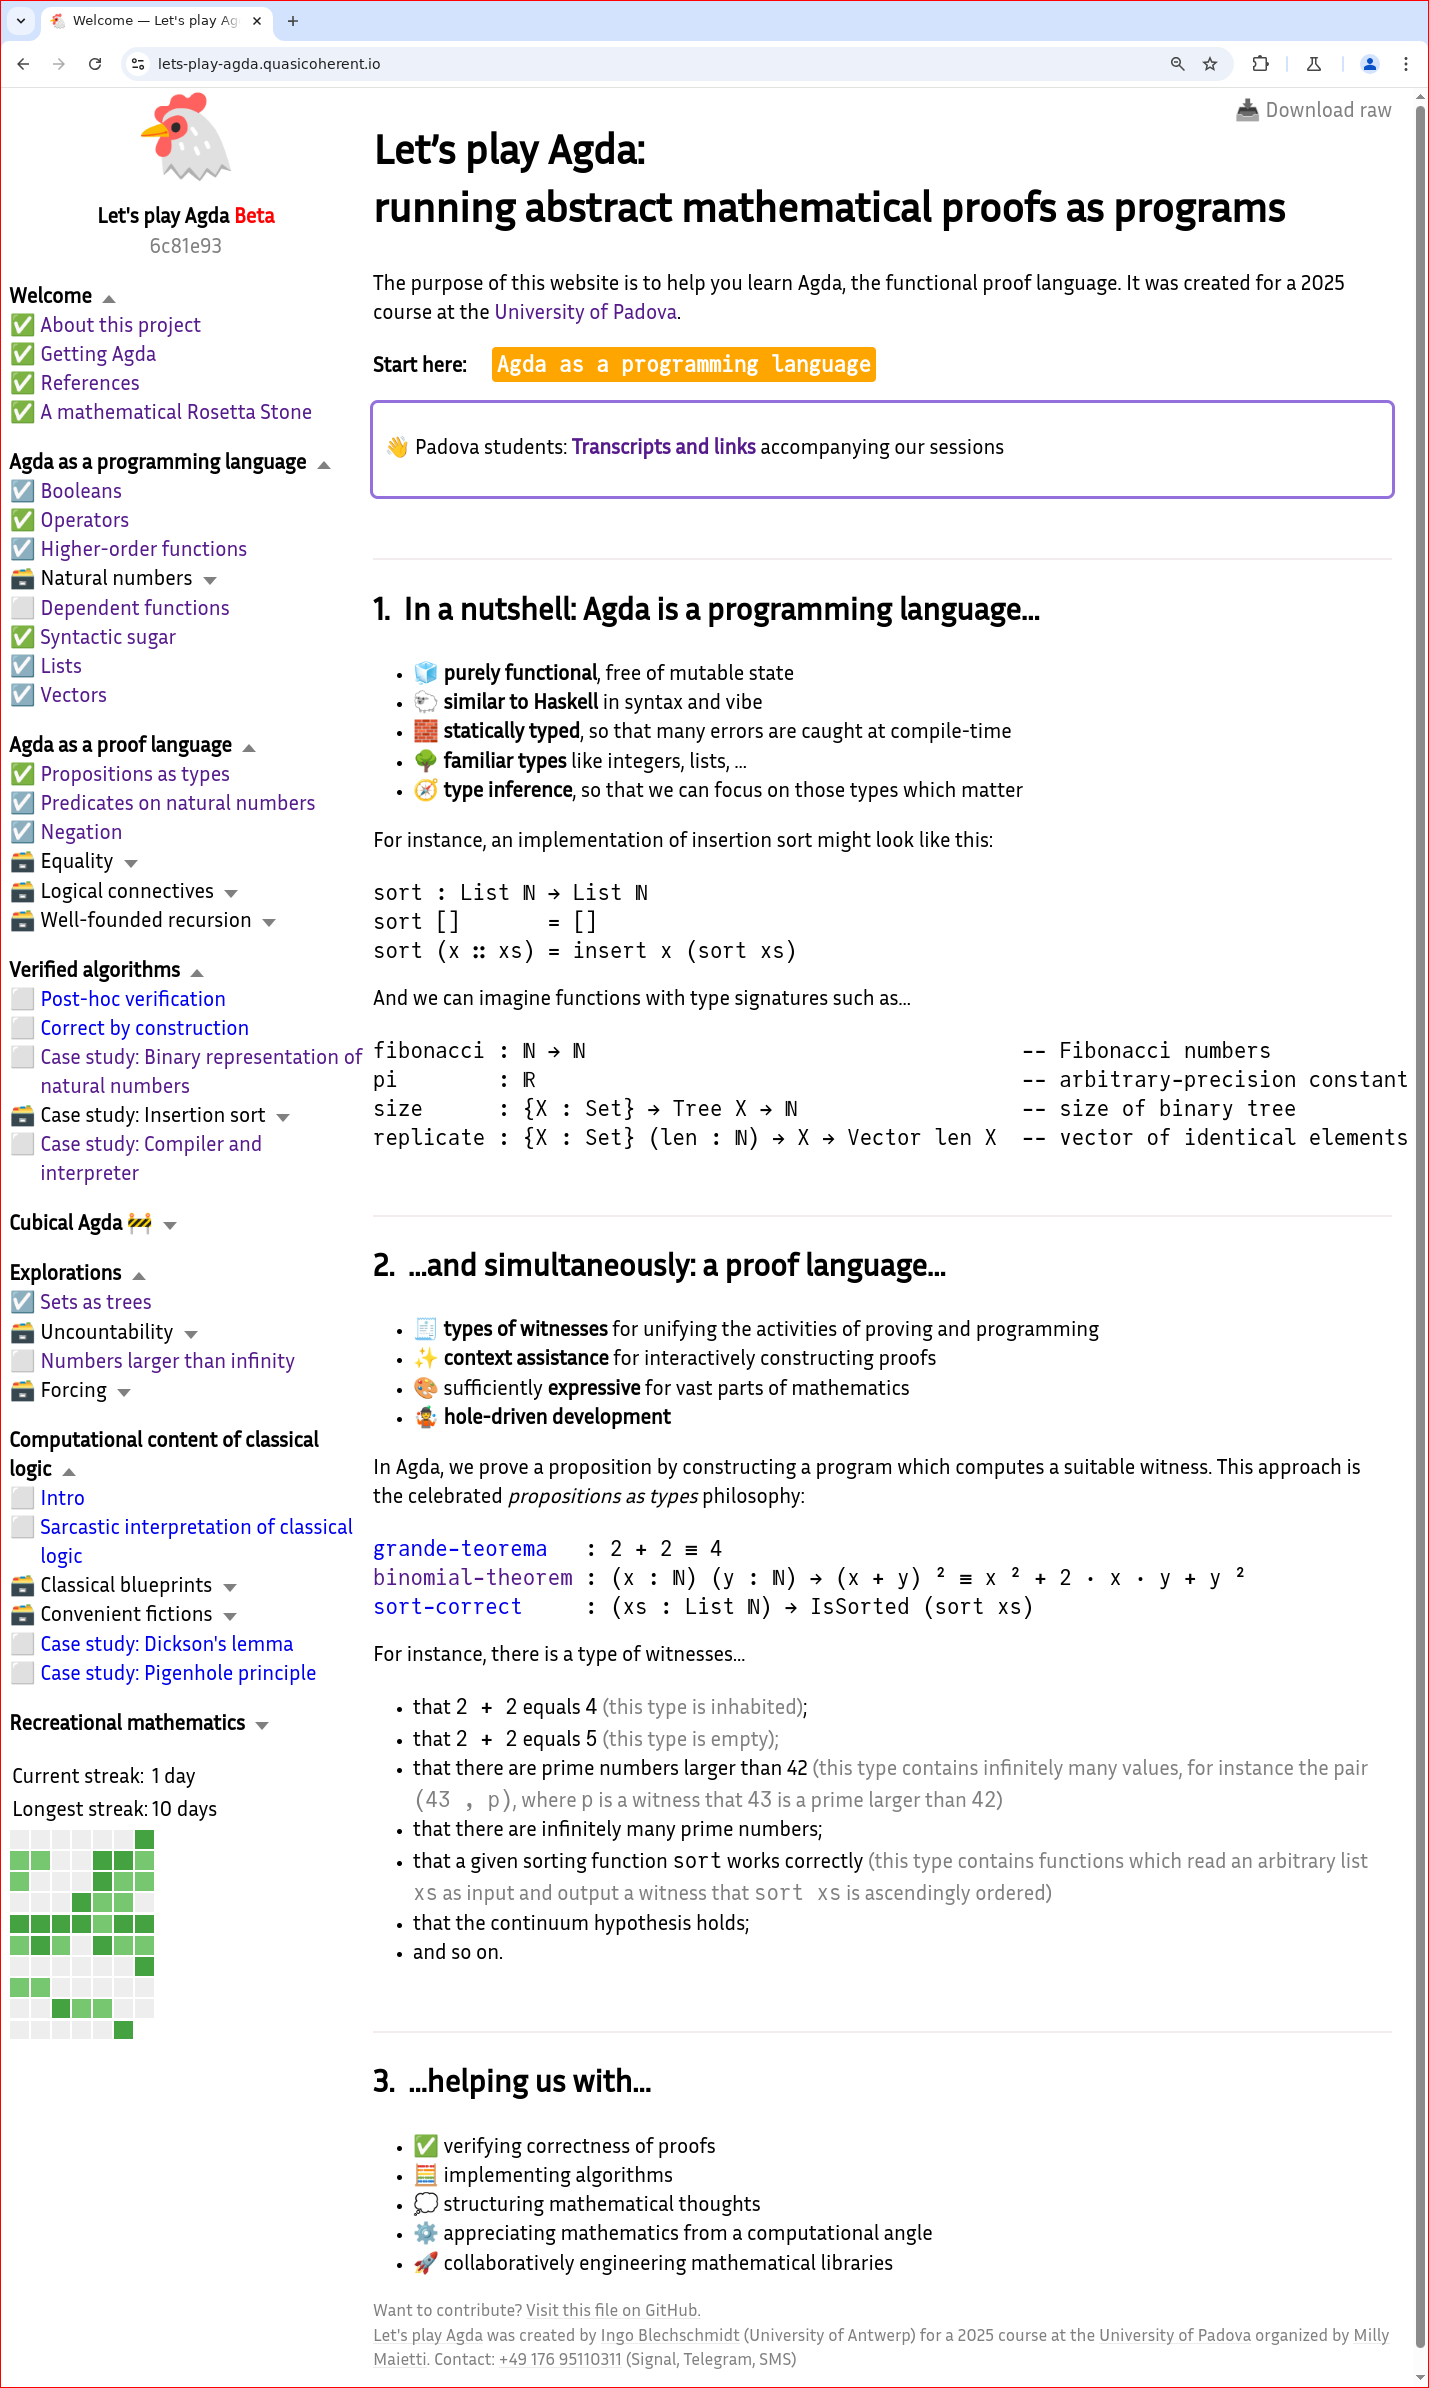 Welcome — Let's play Ag
lets-play-agda.quasicoherent.io
Let's play Agda Beta
6c81e93
Welcome
✅ About this project
✅ Getting Agda
✅ References
✅ A mathematical Rosetta Stone
Agda as a programming language
☑️ Booleans
✅ Operators
☑️ Higher-order functions
🗃️ Natural numbers
⬜ Dependent functions
✅ Syntactic sugar
☑️ Lists
☑️ Vectors
Agda as a proof language
✅ Propositions as types
☑️ Predicates on natural numbers
☑️ Negation
🗃️ Equality
🗃️ Logical connectives
🗃️ Well-founded recursion
Verified algorithms
⬜ Post-hoc verification
⬜ Correct by construction
⬜ Case study: Binary representation of
natural numbers
🗃️ Case study: Insertion sort
⬜ Case study: Compiler and
interpreter
Cubical Agda 🚧
Explorations
☑️ Sets as trees
🗃️ Uncountability
⬜ Numbers larger than infinity
🗃️ Forcing
Computational content of classical
logic
⬜ Intro
⬜ Sarcastic interpretation of classical
logic
🗃️ Classical blueprints
🗃️ Convenient fictions
⬜ Case study: Dickson's lemma
⬜ Case study: Pigenhole principle
Recreational mathematics
Current streak: 1 day
Longest streak: 10 days
📥 Download raw
Let’s play Agda:
running abstract mathematical proofs as programs
The purpose of this website is to help you learn Agda, the functional proof language. It was created for a 2025
course at the University of Padova.
Start here: Agda as a programming language
👋 Padova students: Transcripts and links accompanying our sessions
1. In a nutshell: Agda is a programming language…
• 🧊 purely functional, free of mutable state
• 🐑 similar to Haskell in syntax and vibe
• 🧱 statically typed, so that many errors are caught at compile-time
• 🌳 familiar types like integers, lists, …
• 🧭 type inference, so that we can focus on those types which matter
For instance, an implementation of insertion sort might look like this:
sort : List ℕ → List ℕ
sort []       = []
sort (x ∷ xs) = insert x (sort xs)
And we can imagine functions with type signatures such as…
fibonacci : ℕ → ℕ                                   -- Fibonacci numbers
pi        : ℝ                                       -- arbitrary-precision constant
size      : {X : Set} → Tree X → ℕ                  -- size of binary tree
replicate : {X : Set} (len : ℕ) → X → Vector len X  -- vector of identical elements
2. …and simultaneously: a proof language…
• 🧾 types of witnesses for unifying the activities of proving and programming
• ✨ context assistance for interactively constructing proofs
• 🎨 sufficiently expressive for vast parts of mathematics
• 🤹 hole-driven development
In Agda, we prove a proposition by constructing a program which computes a suitable witness. This approach is
the celebrated propositions as types philosophy:
grande-teorema   : 2 + 2 ≡ 4
binomial-theorem : (x : ℕ) (y : ℕ) → (x + y) ² ≡ x ² + 2 · x · y + y ²
sort-correct     : (xs : List ℕ) → IsSorted (sort xs)
For instance, there is a type of witnesses…
• that 2 + 2 equals 4 (this type is inhabited);
• that 2 + 2 equals 5 (this type is empty);
• that there are prime numbers larger than 42 (this type contains infinitely many values, for instance the pair
(43 , p), where p is a witness that 43 is a prime larger than 42)
• that there are infinitely many prime numbers;
• that a given sorting function sort works correctly (this type contains functions which read an arbitrary list
xs as input and output a witness that sort xs is ascendingly ordered)
• that the continuum hypothesis holds;
• and so on.
3. …helping us with…
• ✅ verifying correctness of proofs
• 🧮 implementing algorithms
• 💭 structuring mathematical thoughts
• ⚙️ appreciating mathematics from a computational angle
• 🚀 collaboratively engineering mathematical libraries
Want to contribute? Visit this file on GitHub.
Let's play Agda was created by Ingo Blechschmidt (University of Antwerp) for a 2025 course at the University of Padova organized by Milly
Maietti. Contact: +49 176 95110311 (Signal, Telegram, SMS)